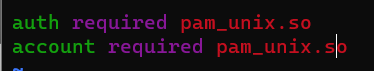 auth required pam_unix.so
account required pam_unix.so
~